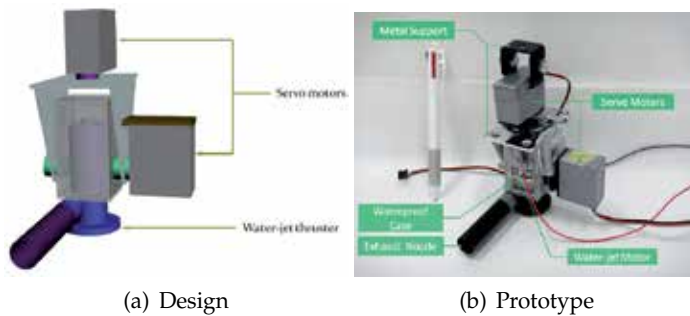 Servo motors
Water-jet thruster
Metal Support
Servo Motors
Waterproof
Case
Exhaust Nozzle
Water-jet Motor
(a) Design
(b) Prototype